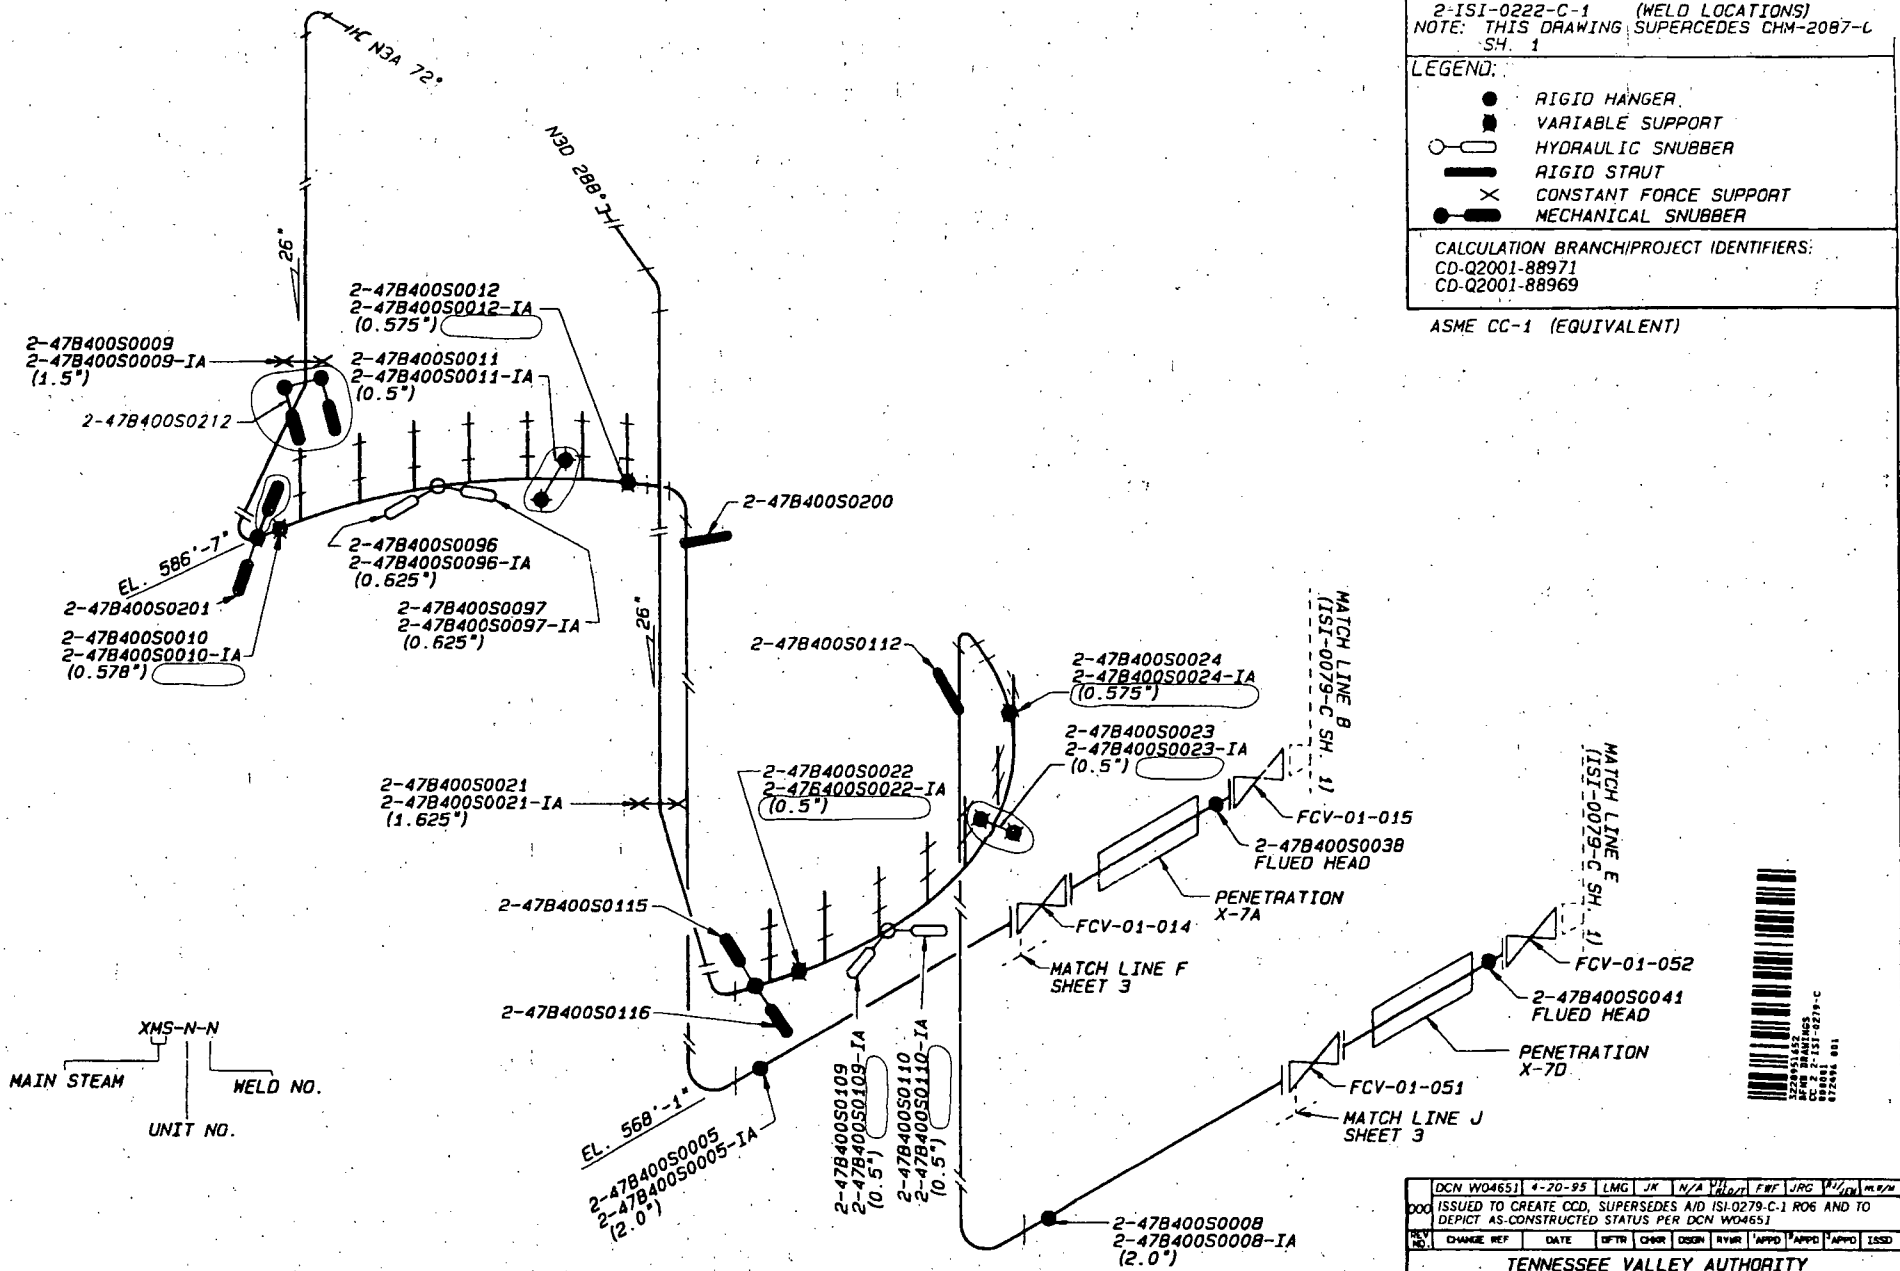 2-ISI-0222-C-1 (WELD LOCATIONS)
NOTE: THIS DRAWING SUPERCEDES CHM-2087-C
SH. 1
LEGEND:
RIGID HANGER
VARIABLE SUPPORT
HYDRAULIC SNUBBER
RIGID STRUT
CONSTANT FORCE SUPPORT
MECHANICAL SNUBBER
CALCULATION BRANCH/PROJECT IDENTIFIERS:
CD-Q2001-88971
CD-Q2001-88969
ASME CC-1 (EQUIVALENT)
N3A 72°
N3D 288°
26"
2-47B400S0012
2-47B400S0012-IA
(0.575")
2-47B400S0009
2-47B400S0009-IA
(1.5")
2-47B400S0011
2-47B400S0011-IA
(0.5")
2-47B400S0212
2-47B400S0200
EL. 586'-7"
2-47B400S0096
2-47B400S0096-IA
(0.625")
2-47B400S0201
2-47B400S0097
2-47B400S0097-IA
(0.625")
2-47B400S0010
2-47B400S0010-IA
(0.578")
26"
2-47B400S0112
2-47B400S0024
2-47B400S0024-IA
(0.575")
MATCH LINE B
(ISI-0079-C SH. 1)
2-47B400S0023
2-47B400S0023-IA
(0.5")
2-47B400S0021
2-47B400S0021-IA
(1.625")
2-47B400S0022
2-47B400S0022-IA
(0.5")
FCV-01-015
2-47B400S0038
FLUED HEAD
MATCH LINE E
(ISI-0079-C SH. 1)
PENETRATION
X-7A
2-47B400S0115
FCV-01-014
MATCH LINE F
SHEET 3
FCV-01-052
2-47B400S0041
FLUED HEAD
2-47B400S0116
PENETRATION
X-7D
FCV-01-051
MATCH LINE J
SHEET 3
XMS-N-N
MAIN STEAM
WELD NO.
UNIT NO.
EL. 568'-1"
2-47B400S0005
2-47B400S0005-IA
(2.0")
2-47B400S0109
2-47B400S0109-IA
(0.5")
2-47B400S0110
2-47B400S0110-IA
(0.5")
2-47B400S0008
2-47B400S0008-IA
(2.0")
DCN W04651 4-20-95 LMG JK N/A FWF JRG
000 ISSUED TO CREATE CCD, SUPERSEDES A/D ISI-0279-C-1 R06 AND TO
DEPICT AS-CONSTRUCTED STATUS PER DCN W04651
REV NO. CHANGE REF DATE DFTR CHKR DSGN RVWR APPD APPD APPD ISSD
TENNESSEE VALLEY AUTHORITY